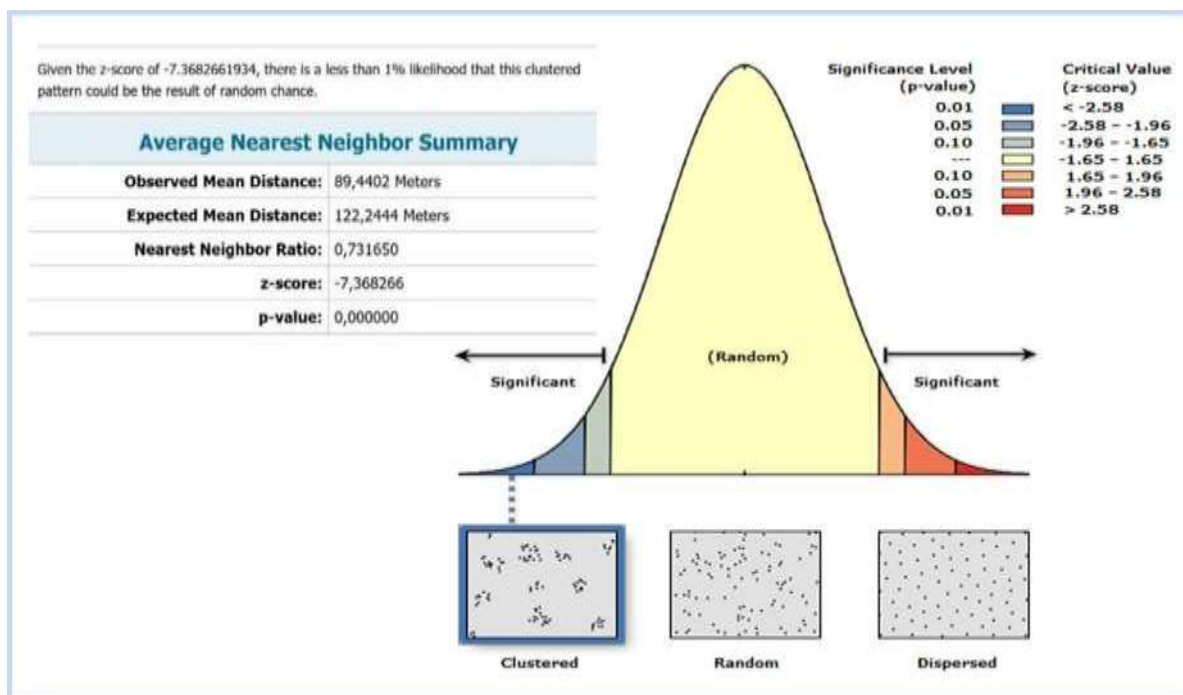 Given the z-score of -7.3682661934, there is a less than 1% likelihood that this clustered
pattern could be the result of random chance.
Average Nearest Neighbor Summary
Observed Mean Distance: 89,4402 Meters
Expected Mean Distance: 122,2444 Meters
Nearest Neighbor Ratio: 0,731650
z-score: -7,368266
p-value: 0,000000
Significance Level Critical Value
(p-value) (z-score)
0.01 < -2.58
0.05 -2.58 - -1.96
0.10 -1.96 - -1.65
--- -1.65 - 1.65
0.10 1.65 - 1.96
0.05 1.96 - 2.58
0.01 > 2.58
Significant (Random) Significant
Clustered Random Dispersed